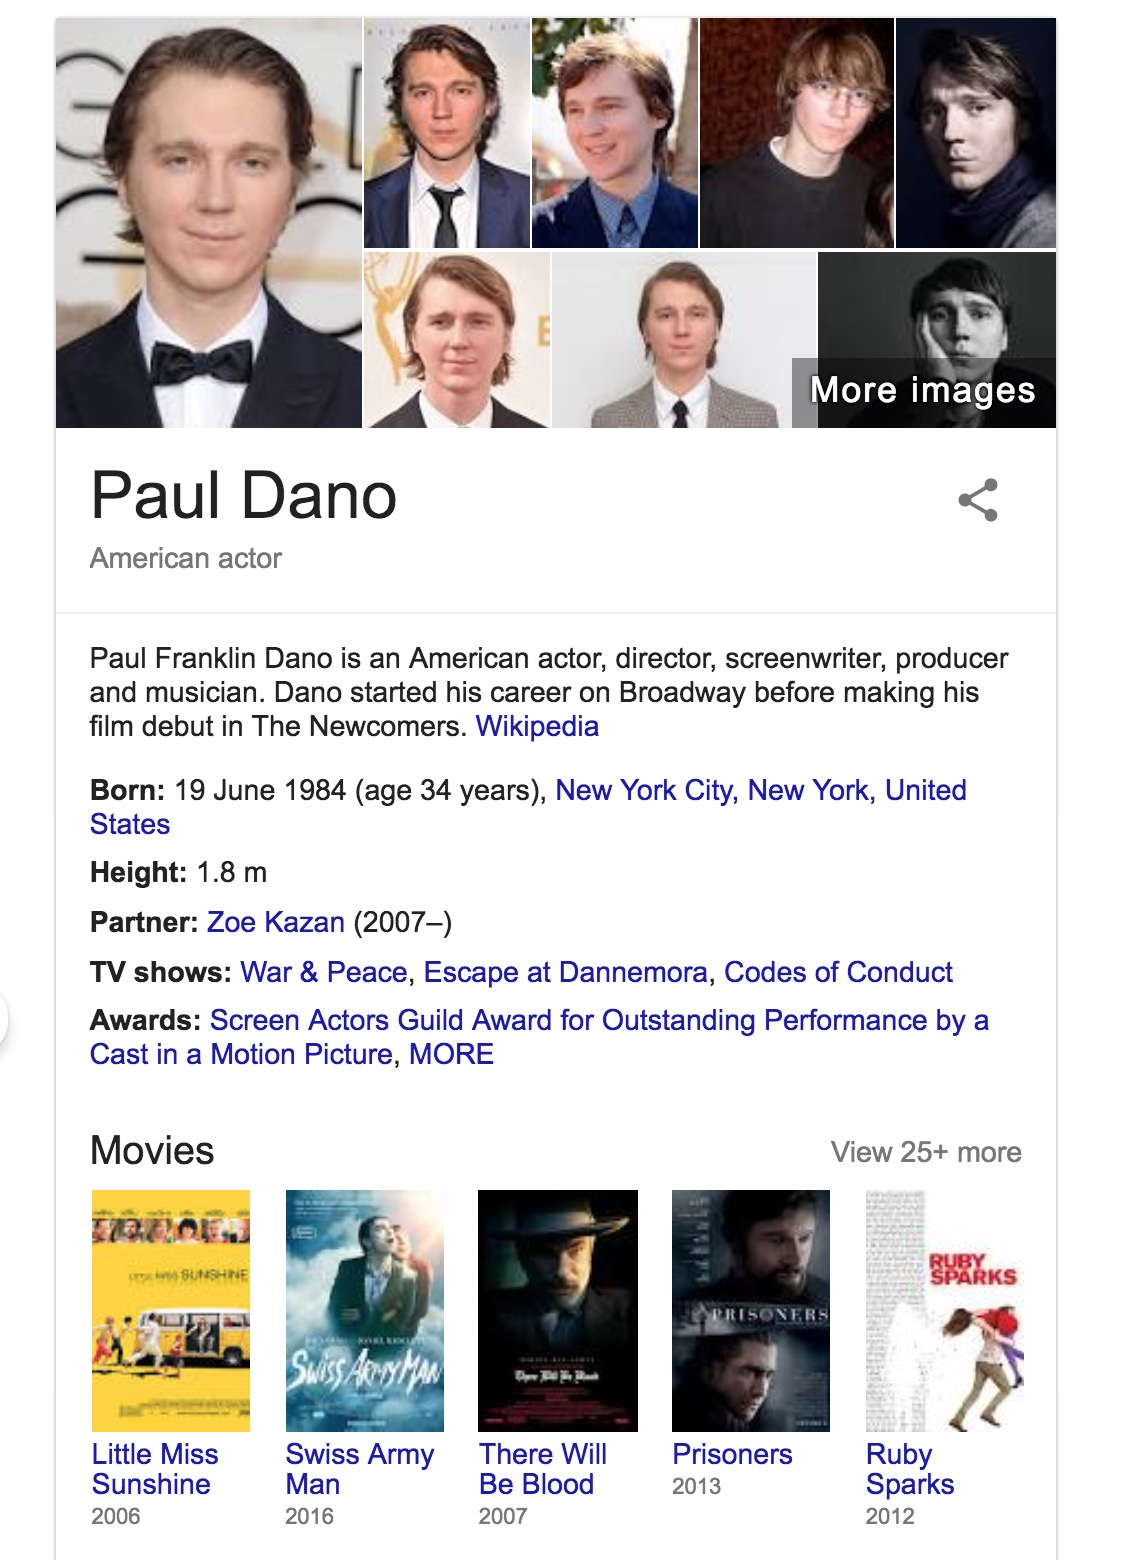 More images
Paul Dano
American actor
Paul Franklin Dano is an American actor, director, screenwriter, producer
and musician. Dano started his career on Broadway before making his
film debut in The Newcomers. Wikipedia
Born: 19 June 1984 (age 34 years), New York City, New York, United
States
Height: 1.8 m
Partner: Zoe Kazan (2007–)
TV shows: War & Peace, Escape at Dannemora, Codes of Conduct
Awards: Screen Actors Guild Award for Outstanding Performance by a
Cast in a Motion Picture, MORE
Movies
View 25+ more
LITTLE MISS SUNSHINE
SWISS ARMY MAN
There Will Be Blood
PRISONERS
RUBY
SPARKS
Little Miss
Sunshine
2006
Swiss Army
Man
2016
There Will
Be Blood
2007
Prisoners
2013
Ruby
Sparks
2012